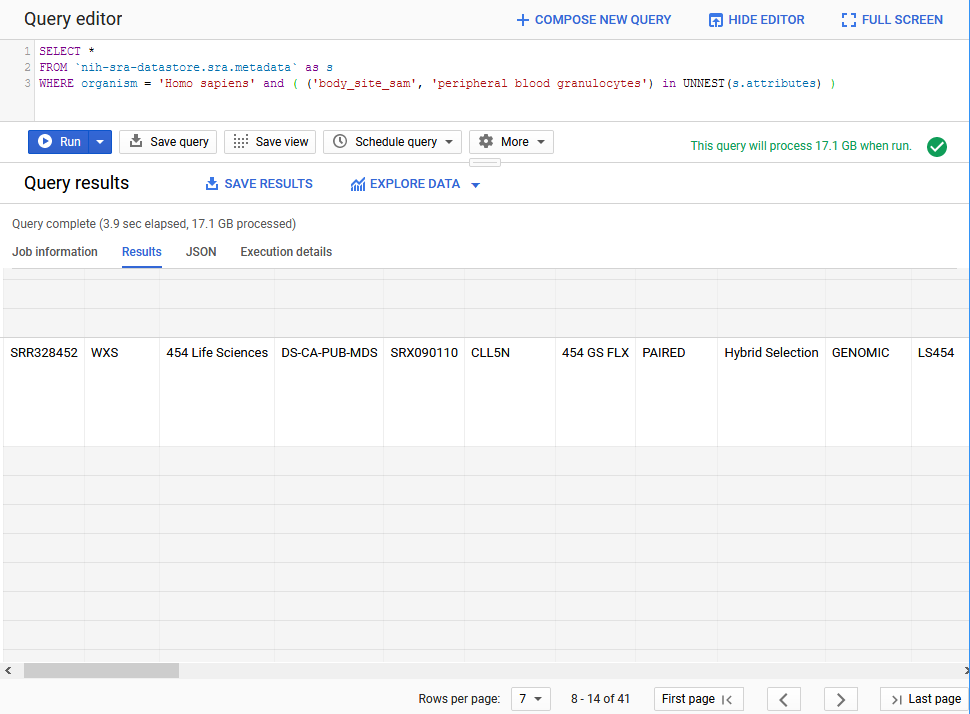 Query editor
COMPOSE NEW QUERY
HIDE EDITOR
FULL SCREEN
1 SELECT *
2 FROM `nih-sra-datastore.sra.metadata` as s
3 WHERE organism = 'Homo sapiens' and ( ('body_site_sam', 'peripheral blood granulocytes') in UNNEST(s.attributes) )
Run
Save query
Save view
Schedule query
More
This query will process 17.1 GB when run.
Query results
SAVE RESULTS
EXPLORE DATA
Query complete (3.9 sec elapsed, 17.1 GB processed)
Job information Results JSON Execution details
SRR328452 WXS 454 Life Sciences DS-CA-PUB-MDS SRX090110 CLL5N 454 GS FLX PAIRED Hybrid Selection GENOMIC LS454
Rows per page: 7 8 - 14 of 41 First page Last page